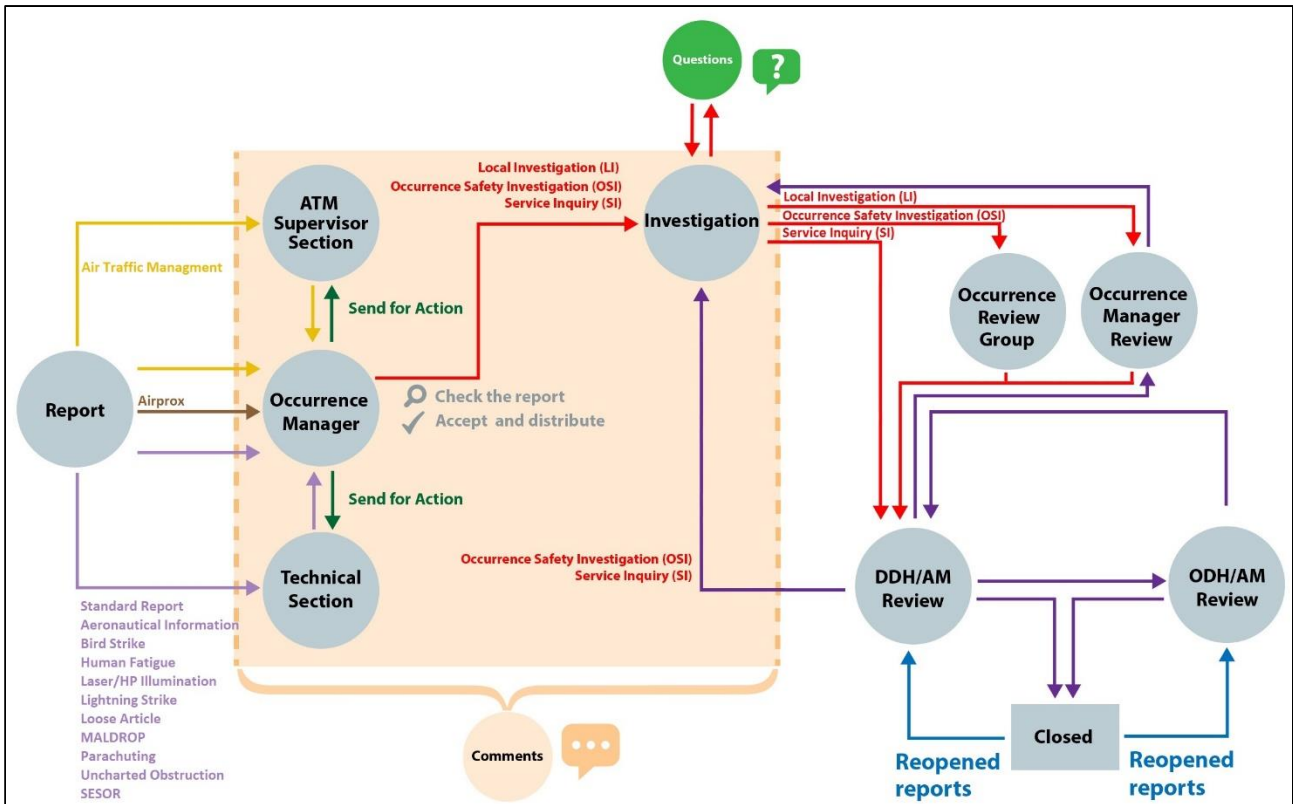 Questions
?
Local Investigation (LI)
Occurrence Safety Investigation (OSI)
Service Inquiry (SI)
ATM
Supervisor
Section
Investigation
Local Investigation (LI)
Occurrence Safety Investigation (OSI)
Service Inquiry (SI)
Air Traffic Managment
Send for Action
Occurrence
Review
Group
Occurrence
Manager
Review
Report
Airprox
Occurrence
Manager
Check the report
Accept and distribute
Send for Action
Technical
Section
Occurrence Safety Investigation (OSI)
Service Inquiry (SI)
DDH/AM
Review
ODH/AM
Review
Standard Report
Aeronautical Information
Bird Strike
Human Fatigue
Laser/HP Illumination
Lightning Strike
Loose Article
MALDROP
Parachuting
Uncharted Obstruction
SESOR
Comments
Closed
Reopened
reports
Reopened
reports